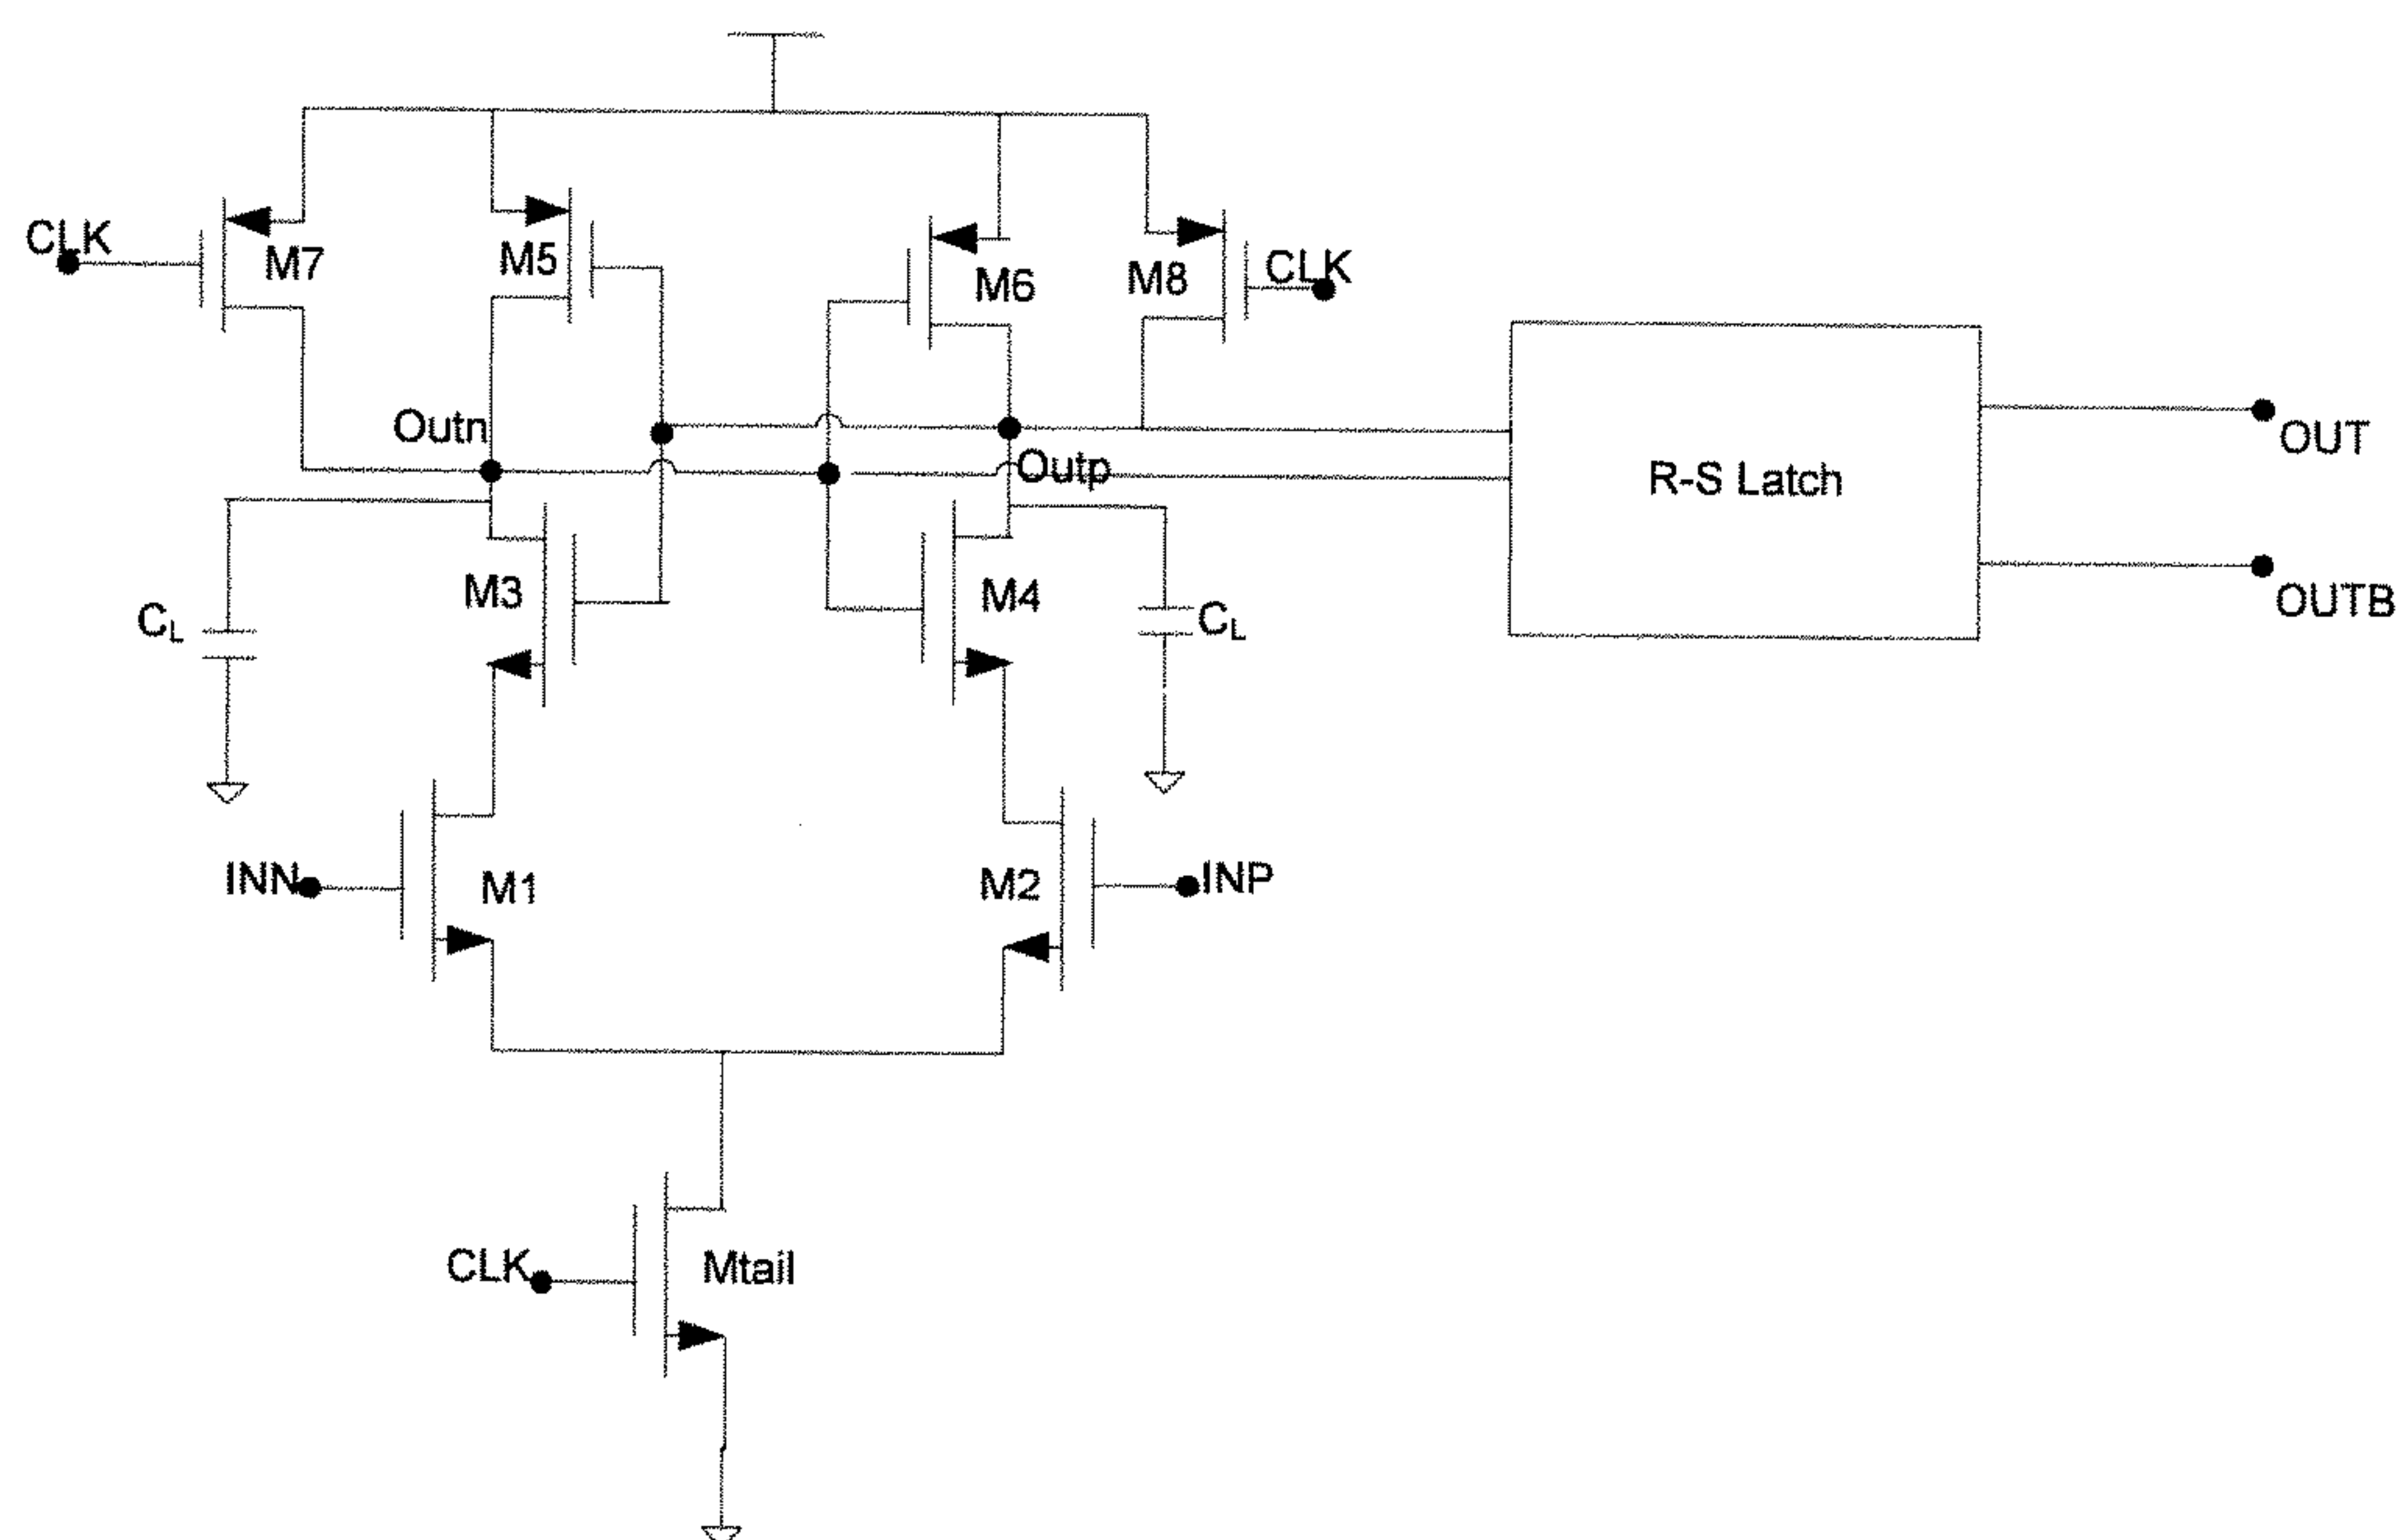 CLK
M7
M5
M6
M8
CLK
Outn
Outp
R-S Latch
OUT
OUTB
M3
M4
CL
CL
INN
M1
M2
INP
CLK
Mtail